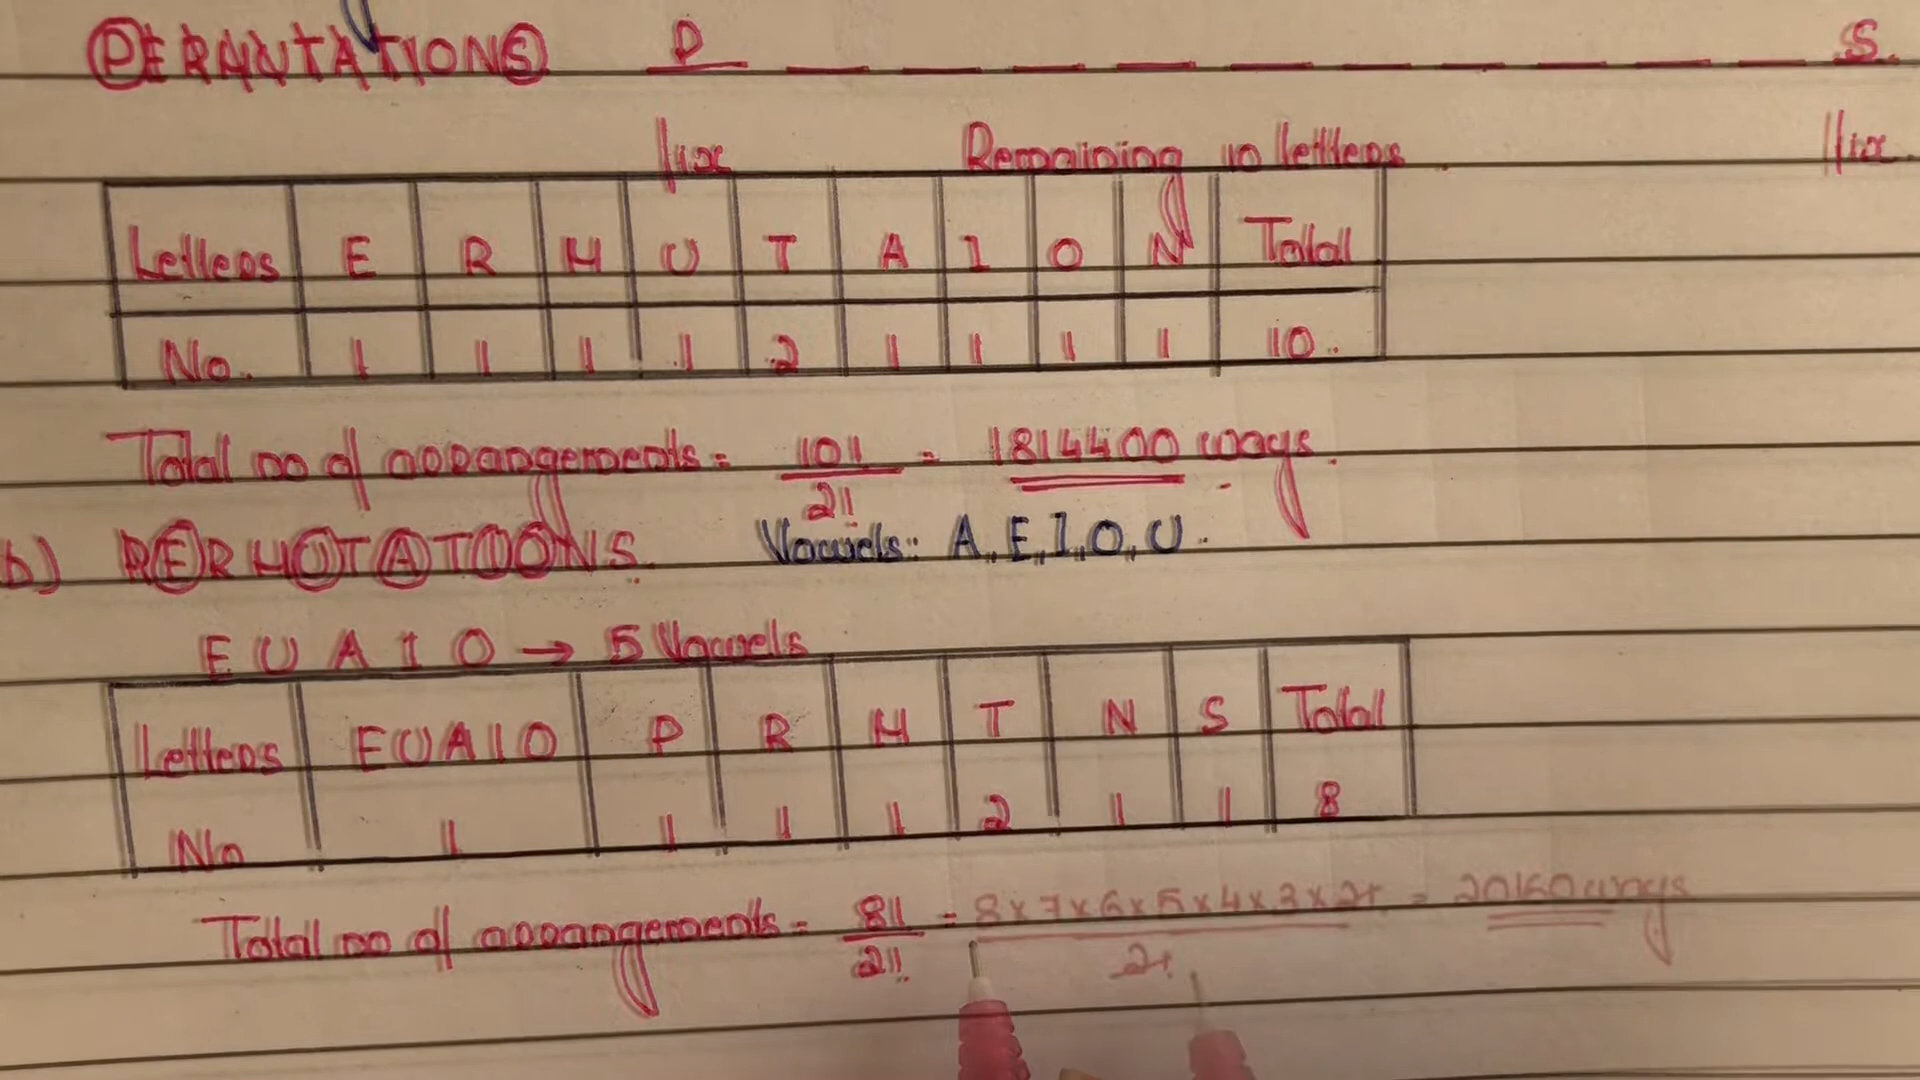 PERMUTATIONS P S.
fix Remaining 10 letters. fix.
Letters E R M U T A I O N Total
No. 1 1 1 1 2 1 1 1 1 10.
Total no of arrangements = 10! / 2! = 1814400 ways.
b) PERMUTATIONS. Vowels: A, E, I, O, U.
E U A I O → 5 Vowels
Letters EUAIO P R M T N S Total
No 1 1 1 1 2 1 1 8
Total no of arrangements = 8! / 2! = 8×7×6×5×4×3×2! / 2! = 20160 ways